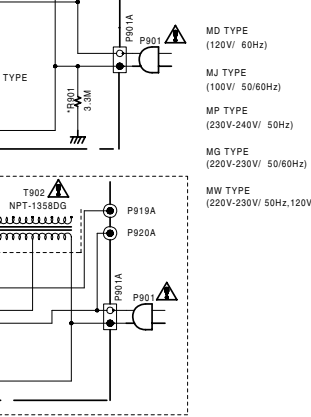 P901A
P901
TYPE
*R901
3.3M
MD TYPE
(120V/ 60Hz)
MJ TYPE
(100V/ 50/60Hz)
MP TYPE
(230V-240V/ 50Hz)
MG TYPE
(220V-230V/ 50/60Hz)
MW TYPE
(220V-230V/ 50Hz,120V
T902
NPT-1358DG
P919A
P920A
P901A
P901